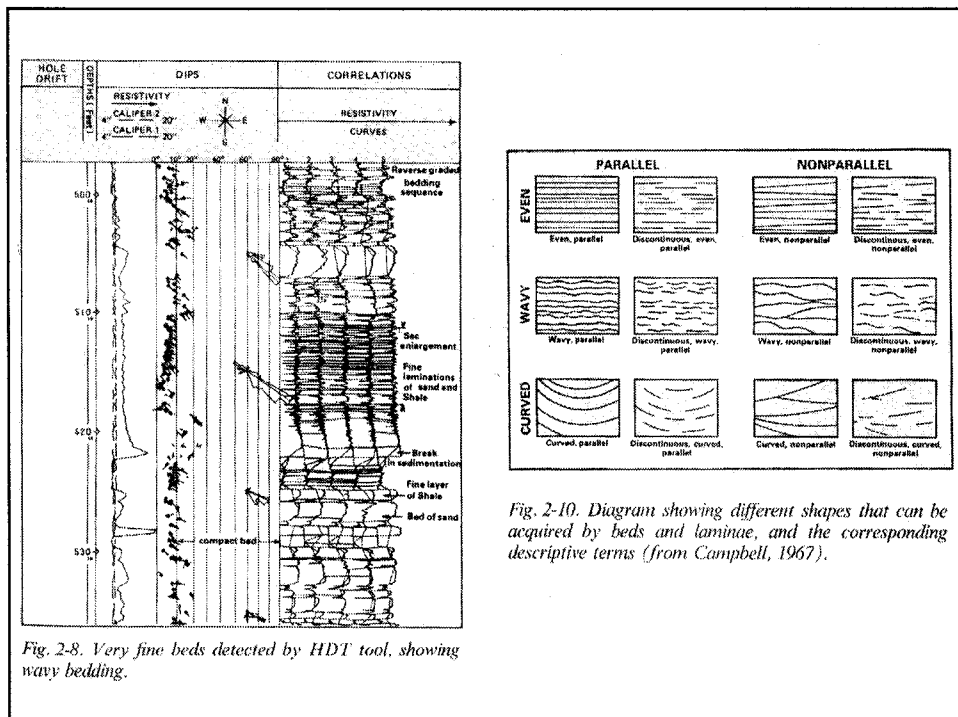 HOLE DRIFT
DEPTHS (Feet)
DIPS
CORRELATIONS
RESISTIVITY
CALIPER 2
4" 20"
CALIPER 1
4" 20"
N
W E
S
RESISTIVITY
CURVES
0° 10° 20° 40° 60° 90°
500
510
520
530
Reverse graded
bedding
sequence
Sec
enlargement
Fine
laminations
of sand and
Shale
Break
in sedimentation
Fine layer
of Shale
Bed of sand
compact bed
Fig. 2-8. Very fine beds detected by HDT tool, showing
wavy bedding.
PARALLEL NONPARALLEL
EVEN
Even, parallel
Discontinuous, even,
parallel
Even, nonparallel
Discontinuous, even,
nonparallel
WAVY
Wavy, parallel
Discontinuous, wavy,
parallel
Wavy, nonparallel
Discontinuous, wavy,
nonparallel
CURVED
Curved, parallel
Discontinuous, curved,
parallel
Curved, nonparallel
Discontinuous, curved,
nonparallel
Fig. 2-10. Diagram showing different shapes that can be
acquired by beds and laminae, and the corresponding
descriptive terms (from Campbell, 1967).